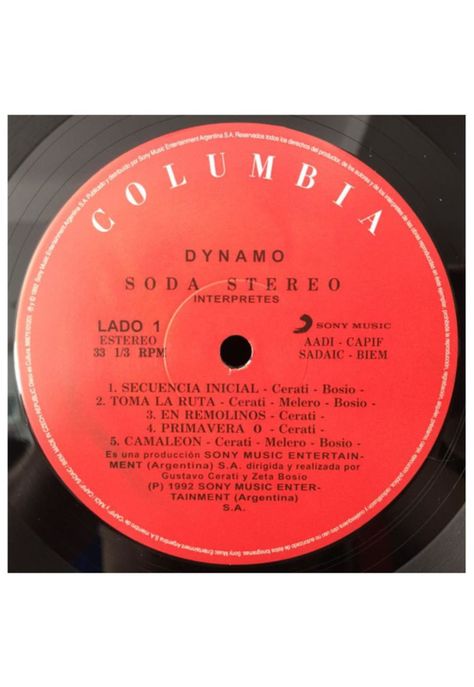 COLUMBIA
DYNAMO
SODA STEREO
INTERPRETES
LADO 1
ESTEREO
33 1/3 RPM
SONY MUSIC
AADI - CAPIF
SADAIC - BIEM
1. SECUENCIA INICIAL - Cerati - Bosio -
2. TOMA LA RUTA - Cerati - Melero - Bosio -
3. EN REMOLINOS - Cerati -
4. PRIMAVERA 0 - Cerati -
5. CAMALEON - Cerati - Melero - Bosio -
Es una producción SONY MUSIC ENTERTAIN-
MENT (Argentina) S.A. dirigida y realizada por
Gustavo Cerati y Zeta Bosio
(P) 1992 SONY MUSIC ENTER-
TAINMENT (Argentina)
S.A.